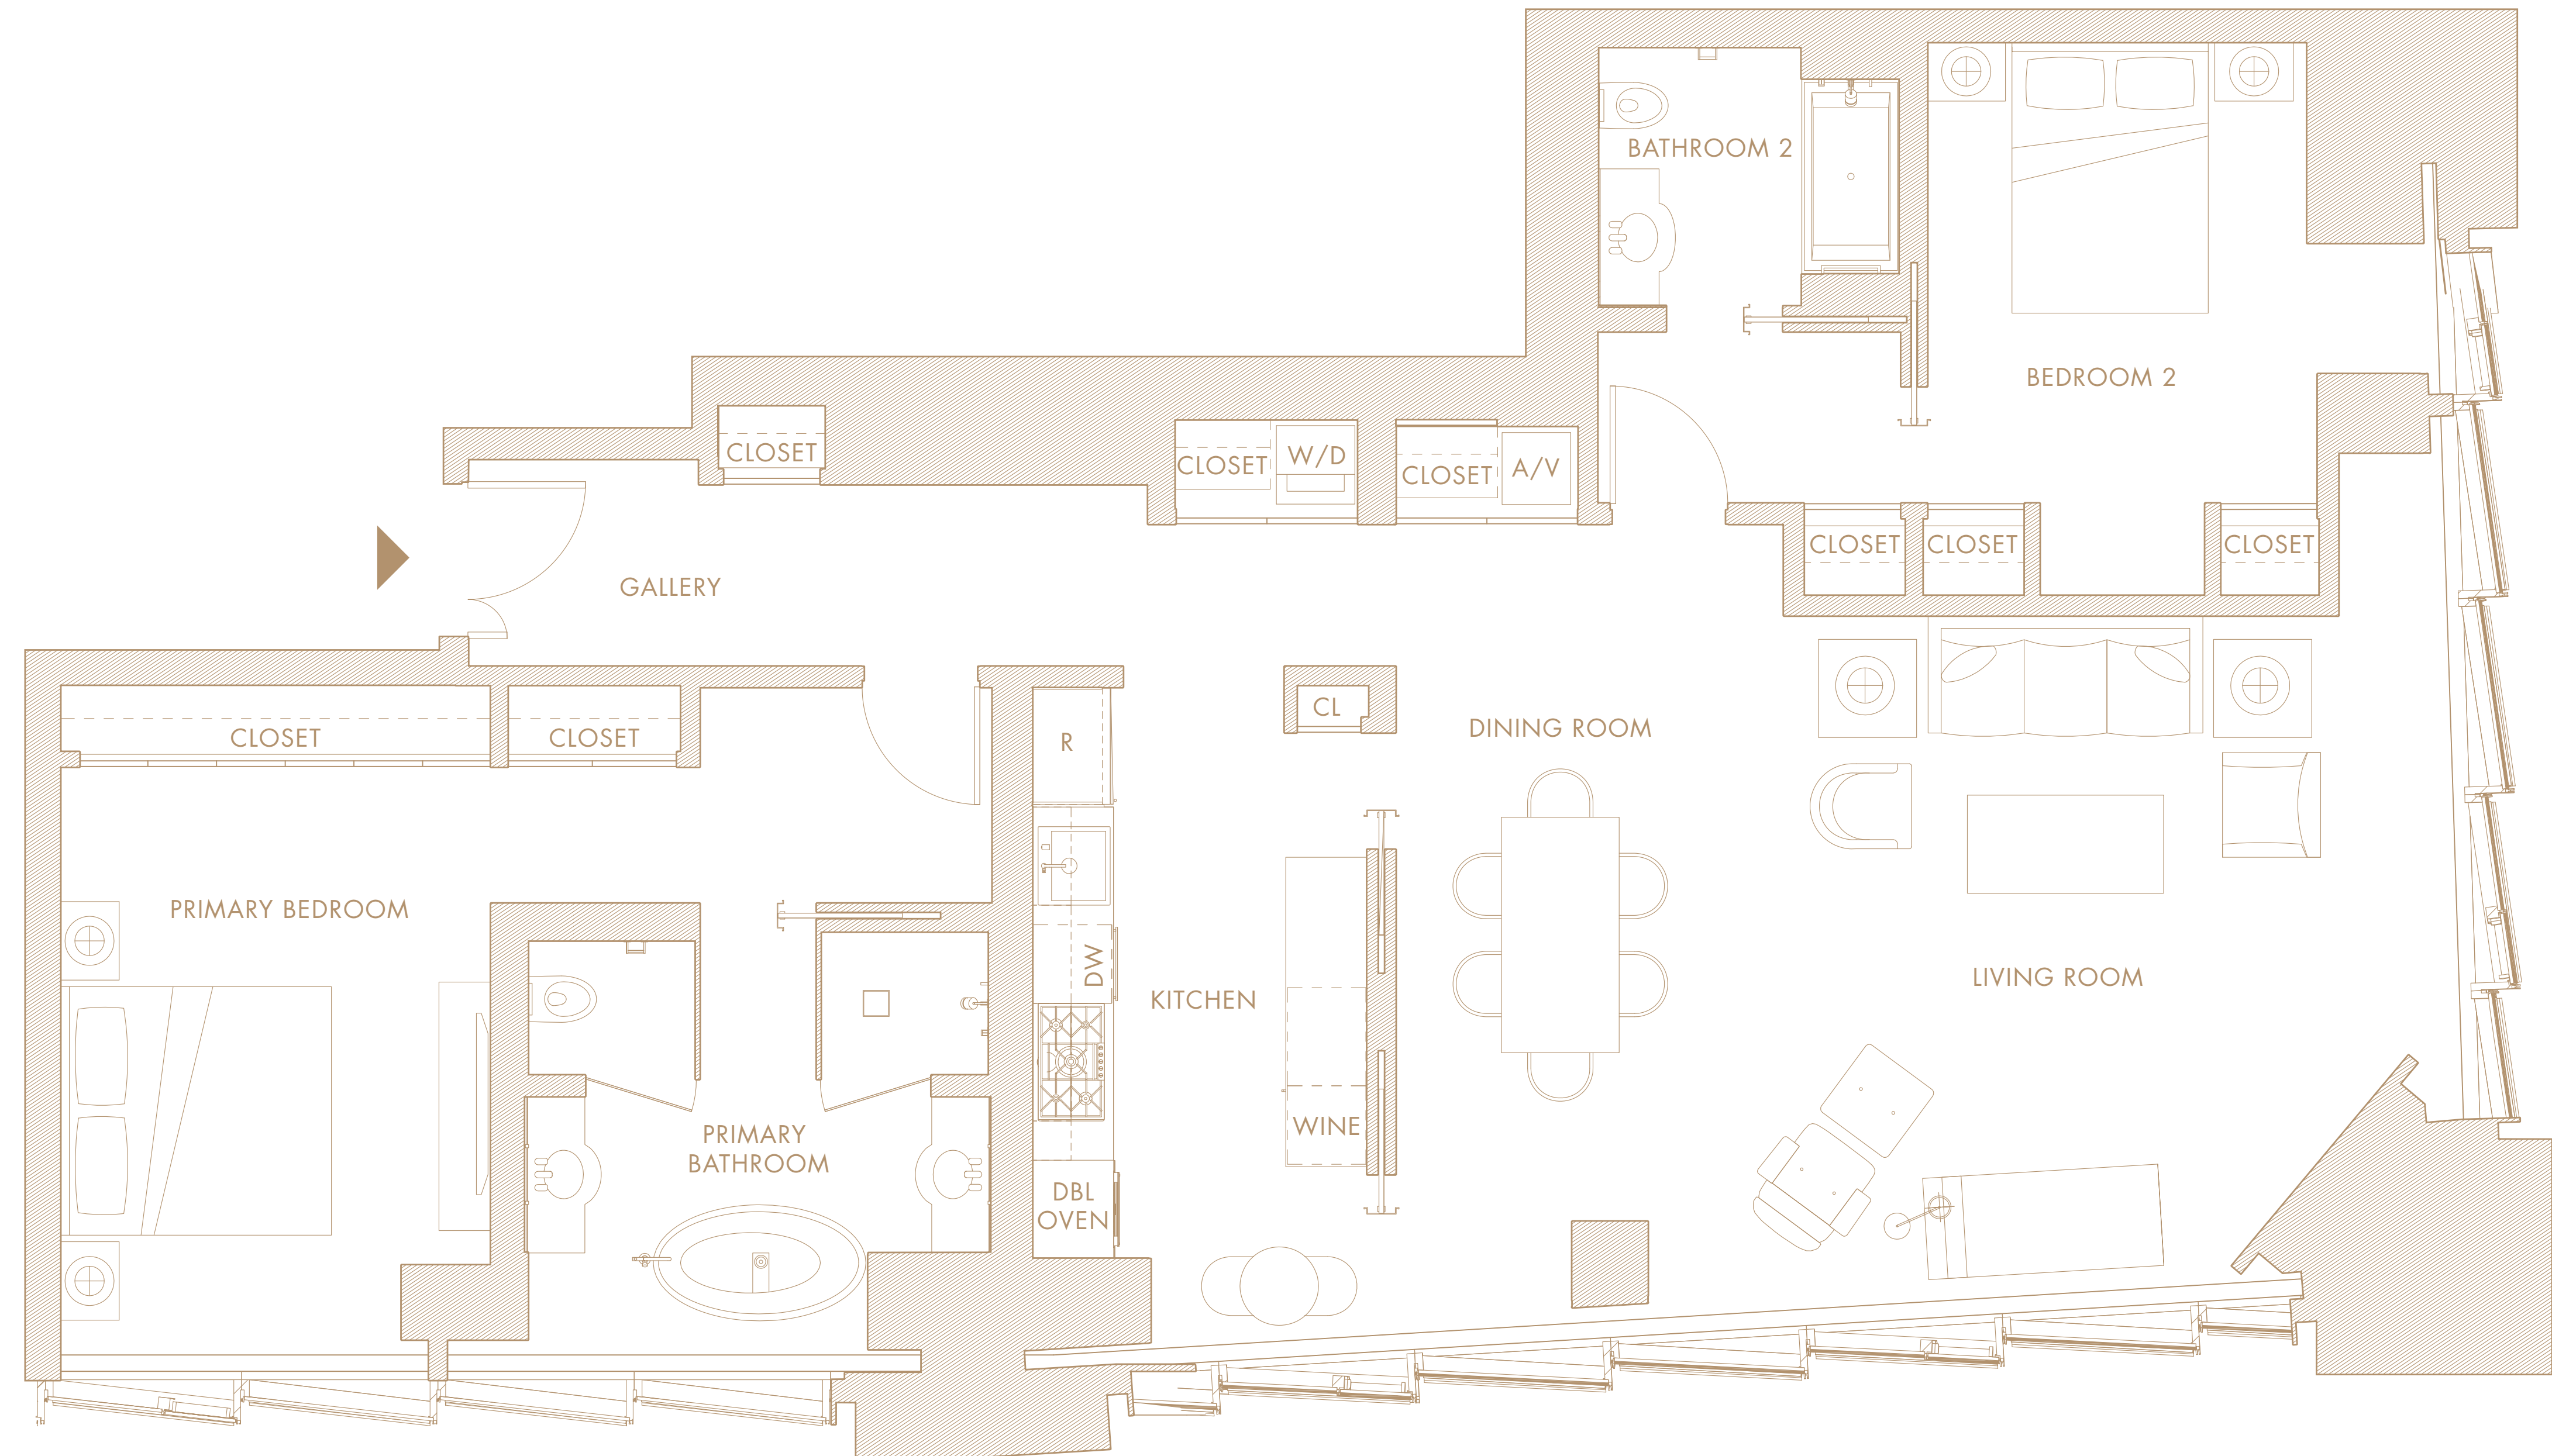 BATHROOM 2
BEDROOM 2
CLOSET
CLOSET
W/D
CLOSET
A/V
CLOSET
CLOSET
CLOSET
GALLERY
CLOSET
CLOSET
R
CL
DINING ROOM
PRIMARY BEDROOM
DW
KITCHEN
LIVING ROOM
WINE
PRIMARY
BATHROOM
DBL
OVEN